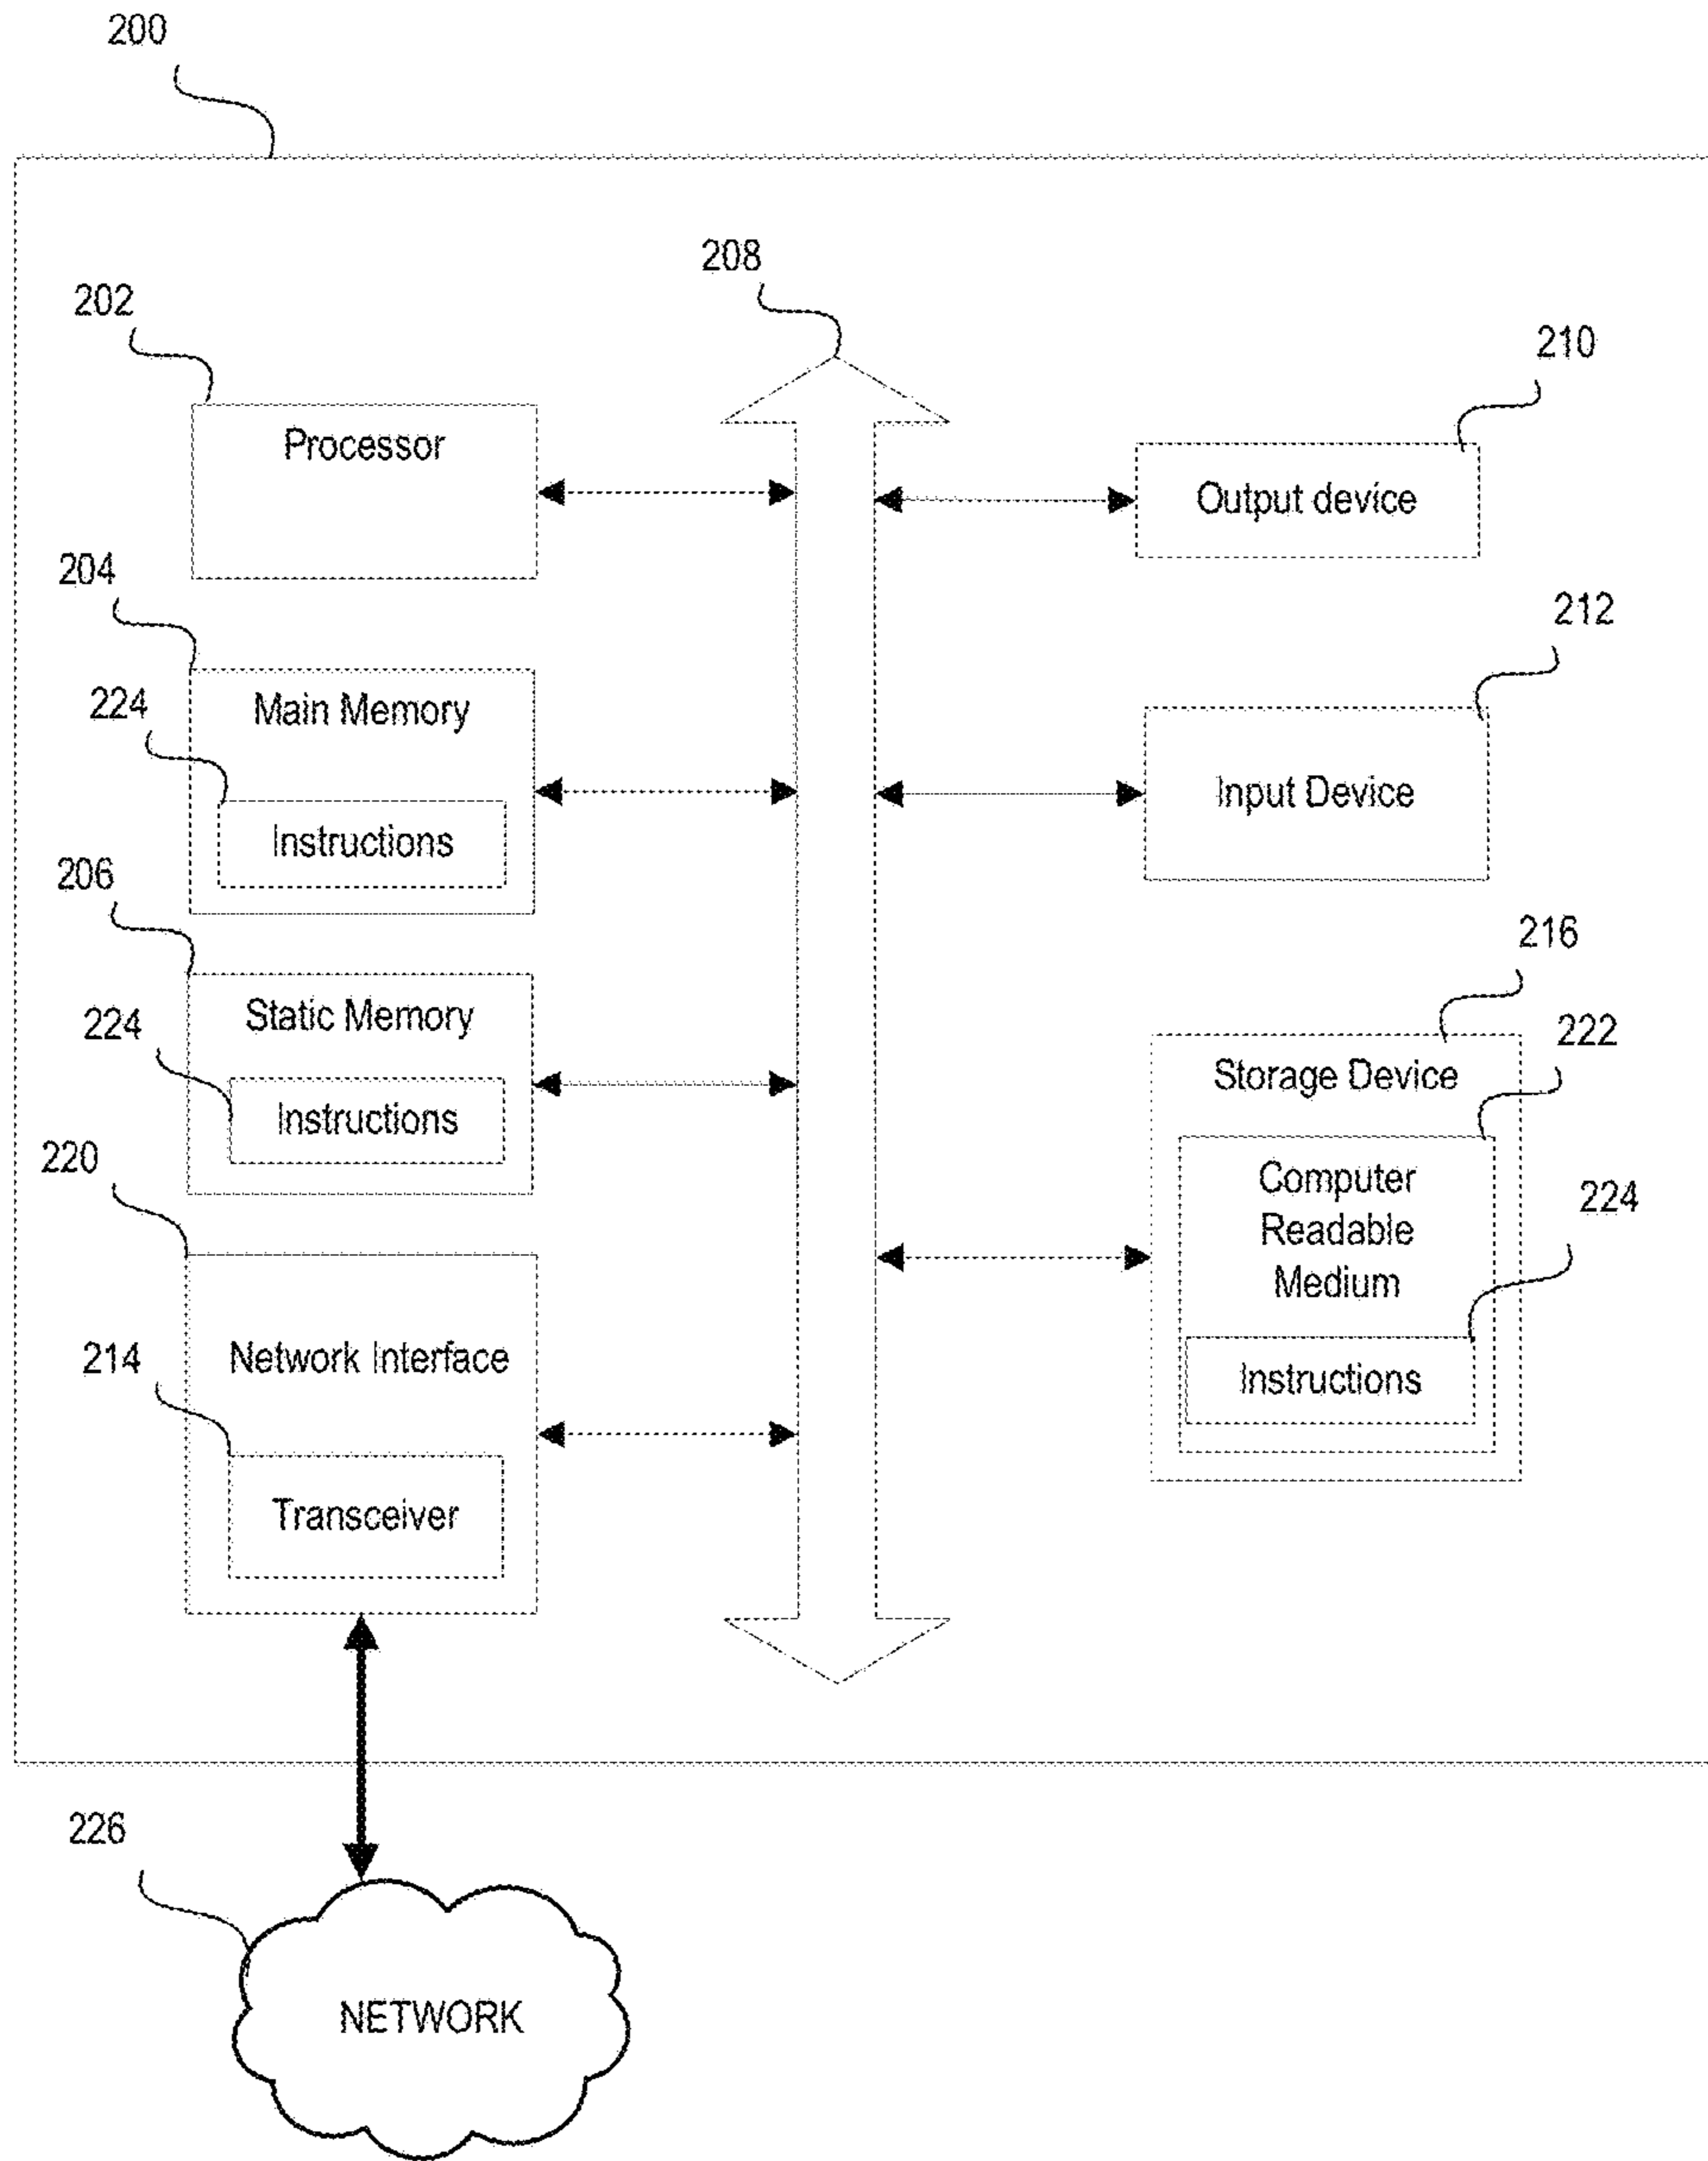 200
208
202
210
Processor
Output device
204
212
224
Main Memory
Input Device
Instructions
206
216
Static Memory
224
222
Storage Device
Instructions
220
Computer
Readable
Medium
224
214
Network Interface
Instructions
Transceiver
226
NETWORK